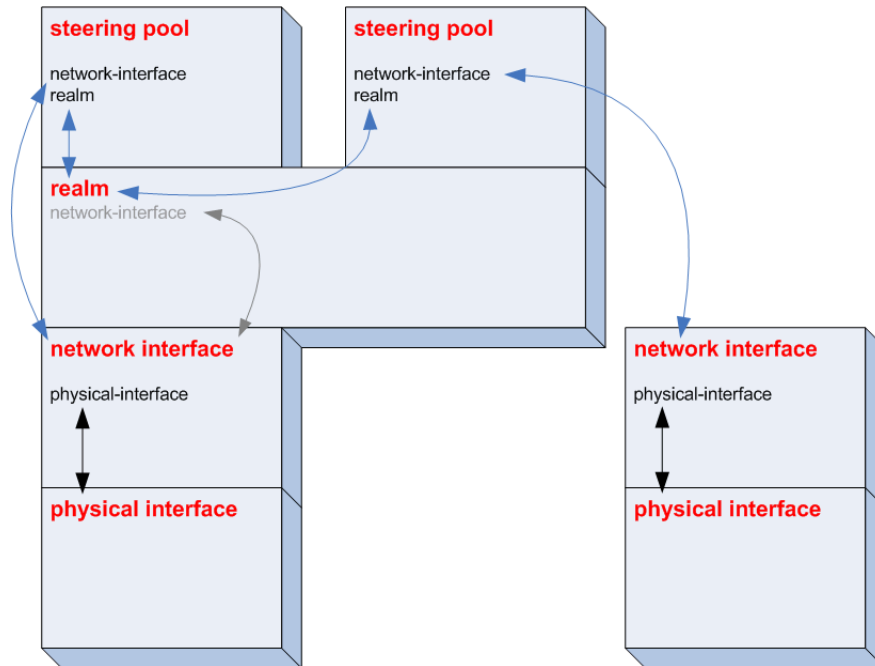 steering pool
network-interface
realm
steering pool
network-interface
realm
realm
network-interface
network interface
physical-interface
network interface
physical-interface
physical interface
physical interface